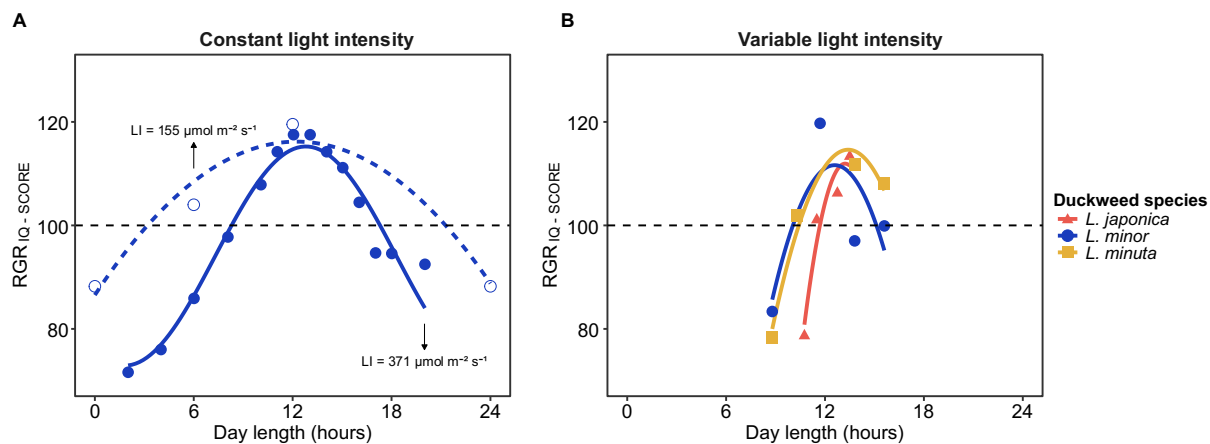 A
Constant light intensity
RGR IQ - SCORE
120
100
80
LI = 155 µmol m⁻² s⁻¹
LI = 371 µmol m⁻² s⁻¹
0 6 12 18 24
Day length (hours)
B
Variable light intensity
RGR IQ - SCORE
120
100
80
0 6 12 18 24
Day length (hours)
Duckweed species
L. japonica
L. minor
L. minuta